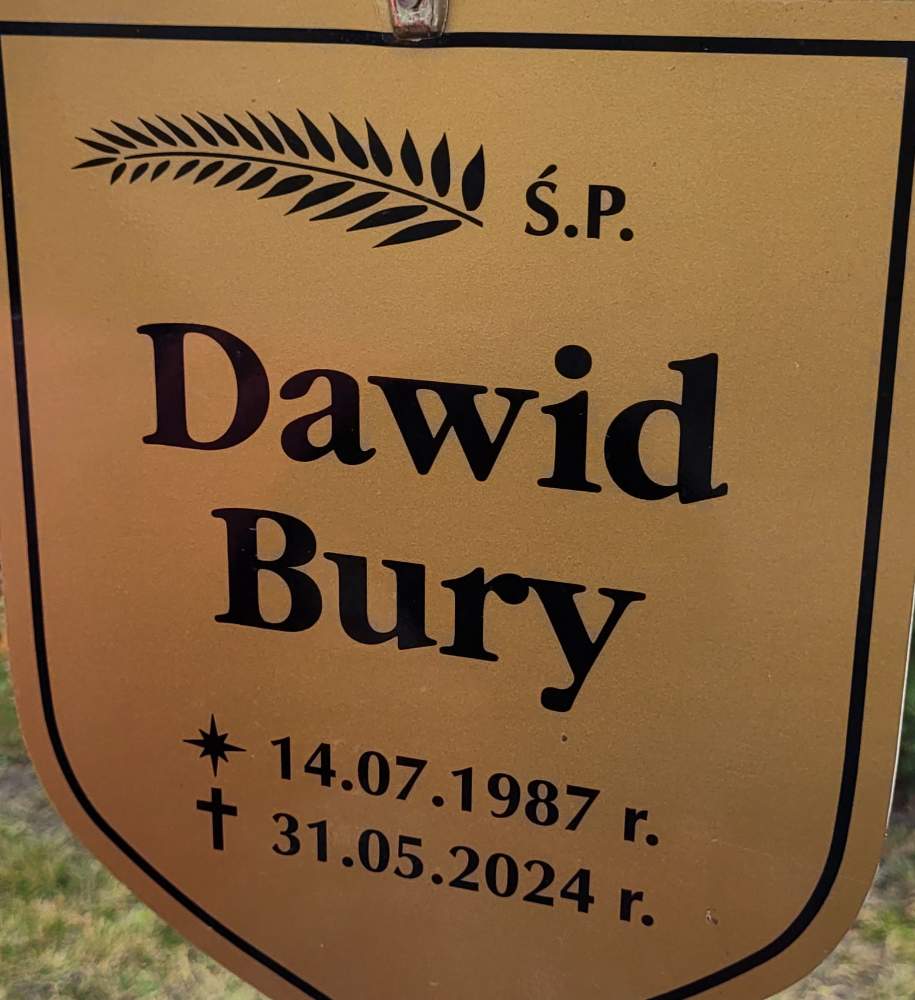 Ś.P.
Dawid
Bury
14.07.1987 r.
31.05.2024 r.